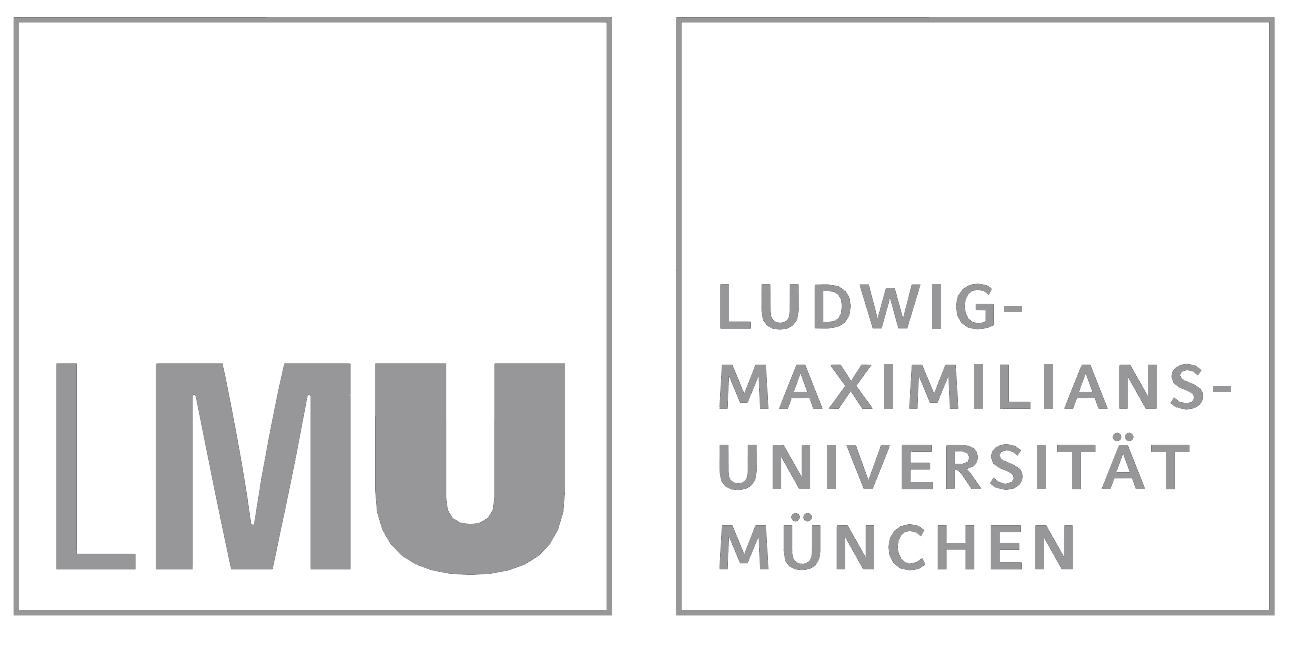 LMU
LUDWIG-
MAXIMILIANS-
UNIVERSITÄT
MÜNCHEN